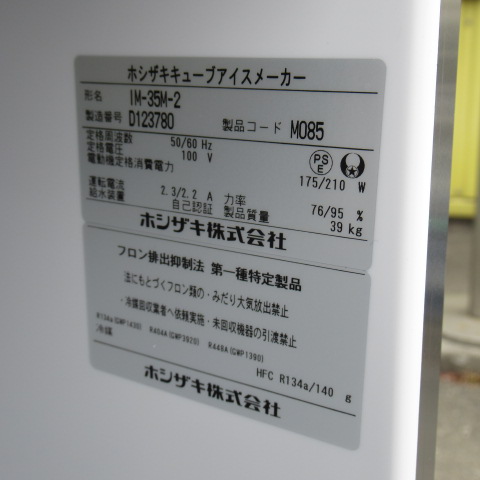 ホシザキキューブアイスメーカー
形名 IM-35M-2
製造番号 D123780 製品コード M085
定格周波数 50/60 Hz
定格電圧 100 V
電動機定格消費電力 175/210 W
PSE
運転電流 2.3/2.2 A 力率 76/95 %
給水装置 自己認証 製品質量 39 kg
ホシザキ株式会社
フロン排出抑制法 第一種特定製品
法にもとづくフロン類の・みだり大気放出禁止
・冷媒回収業者へ依頼実施・未回収機器の引渡禁止
R134a(GWP1430) R404A(GWP3920) R448A(GWP1390)
冷媒 HFC R134a/140 g
ホシザキ株式会社